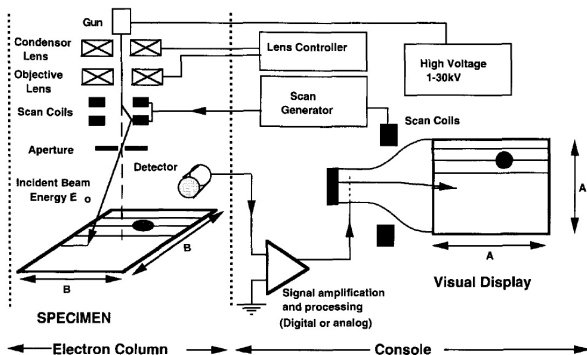 Gun
Condensor
Lens
Objective
Lens
Scan Coils
Aperture
Incident Beam
Energy E o
Detector
B
B
SPECIMEN
Electron Column
Lens Controller
High Voltage
1-30kV
Scan
Generator
Scan Coils
A
A
Visual Display
Signal amplification
and processing
(Digital or analog)
Console